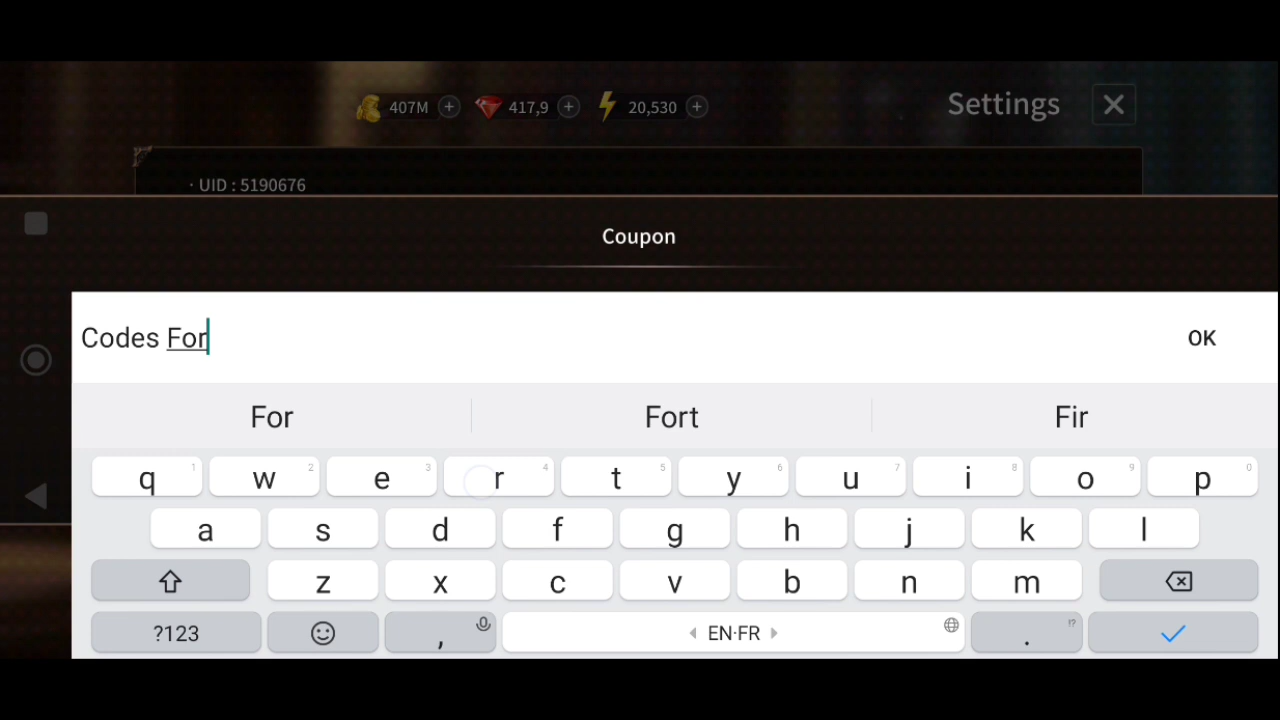 407M + 417,9 + 20,530 + Settings
· UID : 5190676
Coupon
Codes For OK
For Fort Fir
q 1 w 2 e 3 r 4 t 5 y 6 u 7 i 8 o 9 p 0
a s d f g h j k l
z x c v b n m
?123 , EN·FR . !?